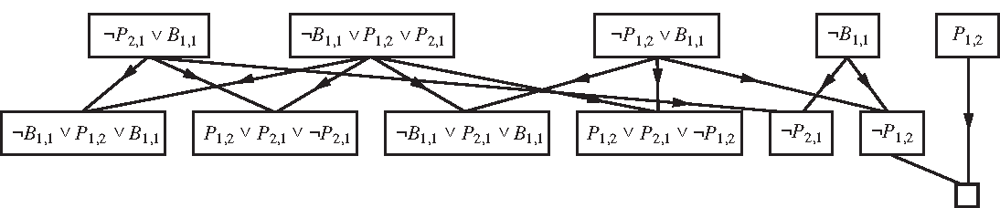 ¬P2,1 ∨ B1,1
¬B1,1 ∨ P1,2 ∨ P2,1
¬P1,2 ∨ B1,1
¬B1,1
P1,2
¬B1,1 ∨ P1,2 ∨ B1,1
P1,2 ∨ P2,1 ∨ ¬P2,1
¬B1,1 ∨ P2,1 ∨ B1,1
P1,2 ∨ P2,1 ∨ ¬P1,2
¬P2,1
¬P1,2